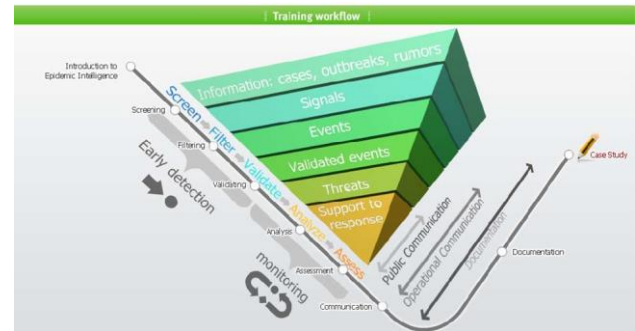 | Training workflow |
Introduction to
Epidemic Intelligence
Screening
Filtering
Validating
Analysis
Assessment
Communication
Documentation
Case Study
Screen
Filter
Validate
Analyze
Assess
Early detection
monitoring
Information: cases, outbreaks, rumors
Signals
Events
Validated events
Threats
Support to
response
Public Communication
Operational Communication
Documentation